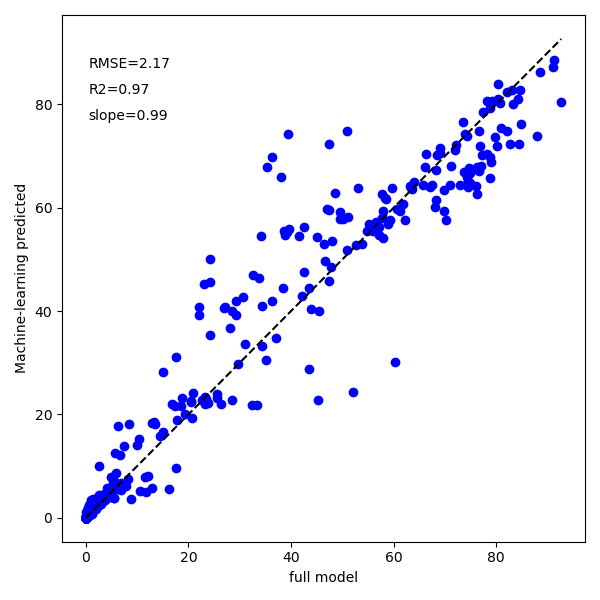 RMSE=2.17
R2=0.97
slope=0.99
Machine-learning predicted
80
60
40
20
0
0 20 40 60 80
full model